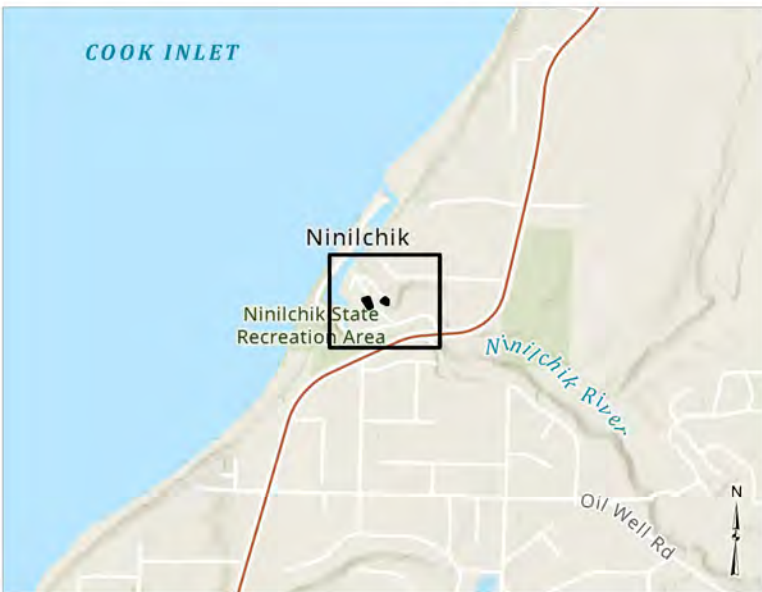 COOK INLET
Ninilchik
Ninilchik State
Recreation Area
Ninilchik River
Oil Well Rd
N